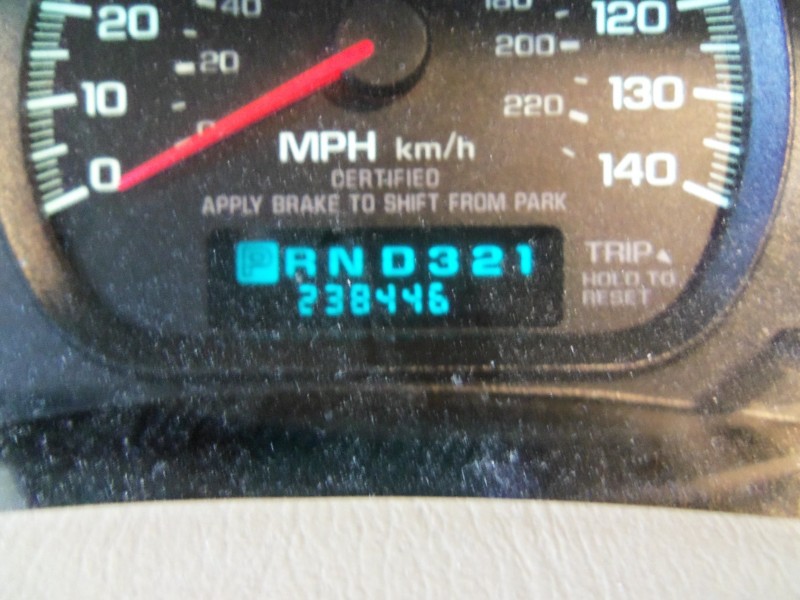 20
40
180
120
20
200
10
0
220
130
0
MPH km/h
140
CERTIFIED
APPLY BRAKE TO SHIFT FROM PARK
P R N D 3 2 1
TRIP
238446
HOLD TO
RESET